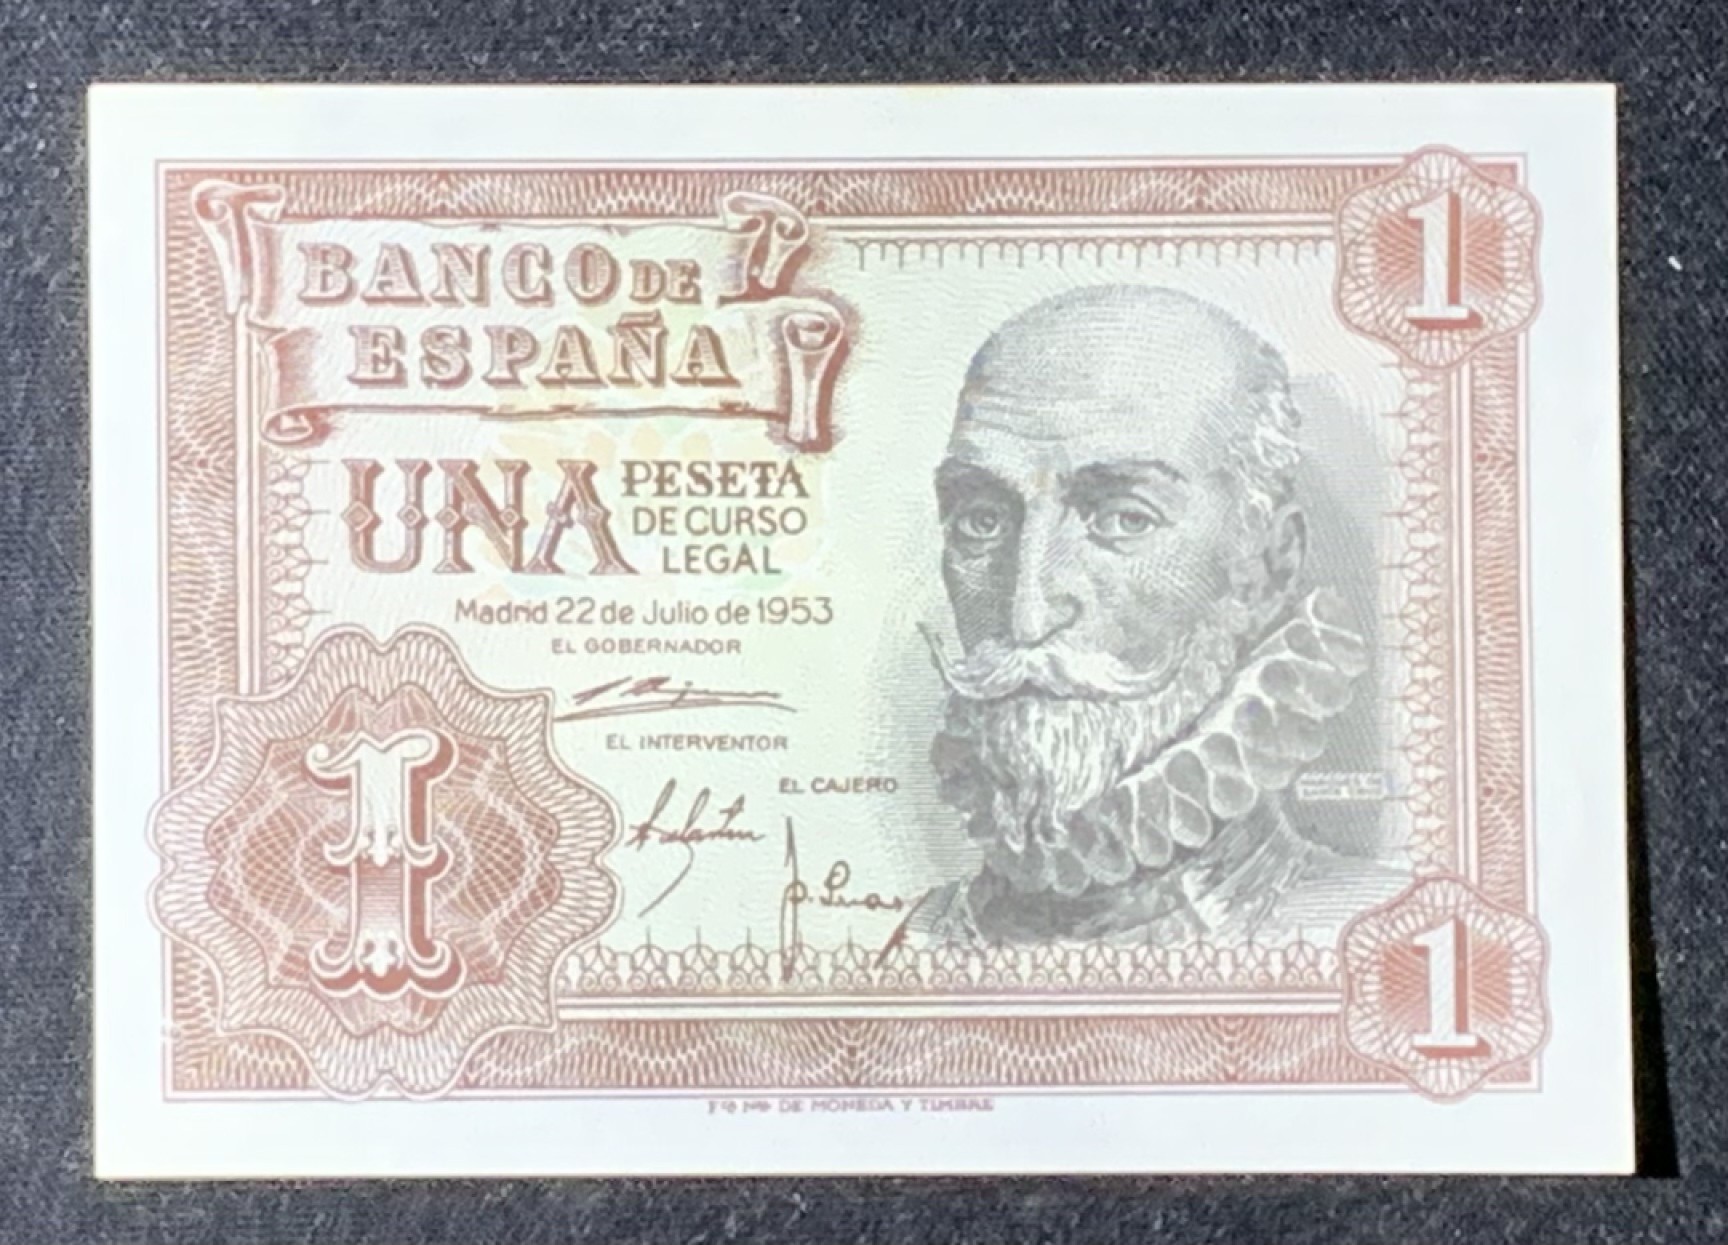 BANCO DE
ESPAÑA
UNA PESETA
DE CURSO
LEGAL
Madrid 22 de Julio de 1953
EL GOBERNADOR
EL INTERVENTOR
EL CAJERO
1
1
1
DE MONEDA Y TIMBRE